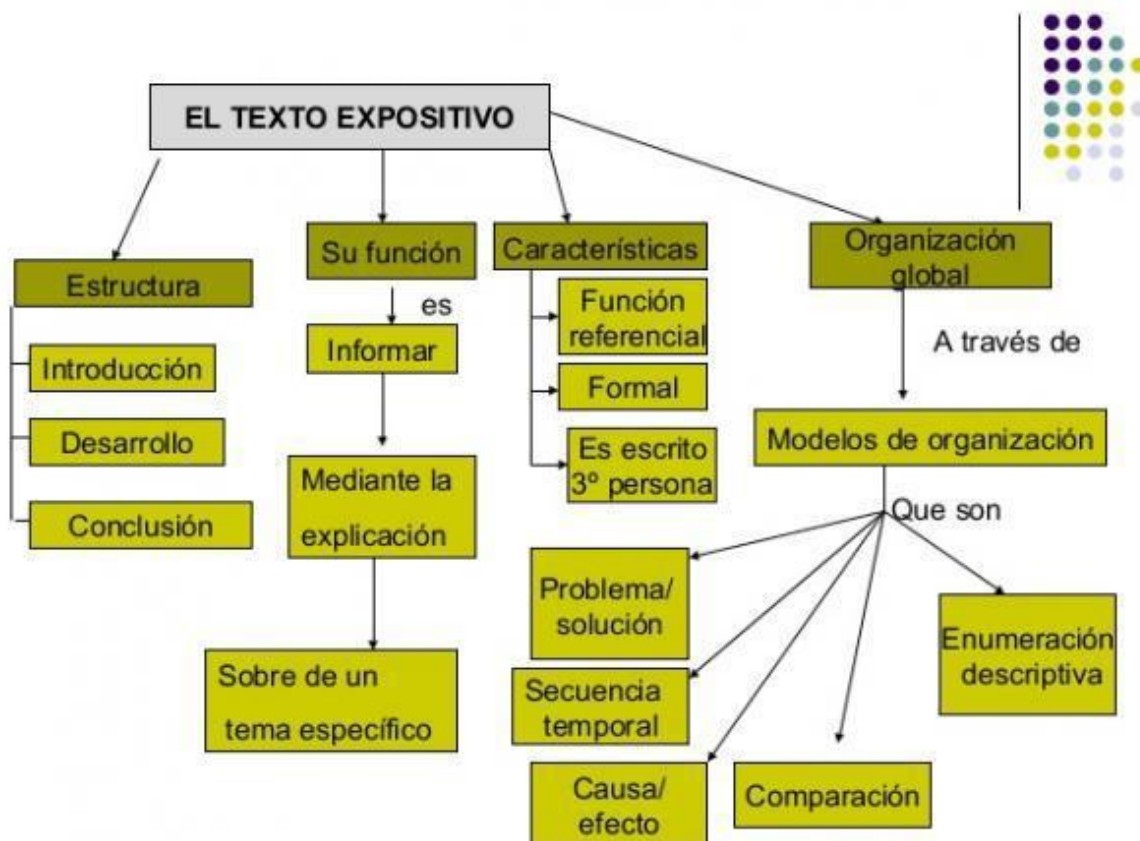 EL TEXTO EXPOSITIVO
Estructura
Introducción
Desarrollo
Conclusión
Su función
es
Informar
Mediante la
explicación
Sobre de un
tema específico
Características
Función
referencial
Formal
Es escrito
3º persona
Organización
global
A través de
Modelos de organización
Que son
Problema/
solución
Secuencia
temporal
Causa/
efecto
Comparación
Enumeración
descriptiva